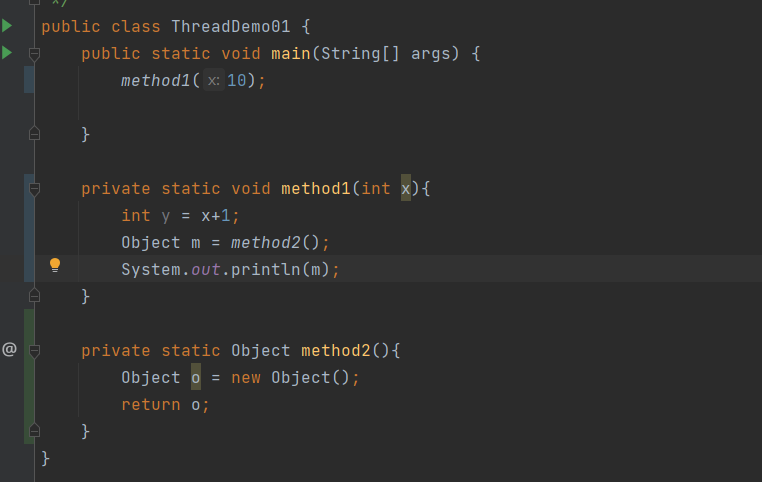 */
public class ThreadDemo01 {
public static void main(String[] args) {
method1( x: 10);
}
private static void method1(int x){
int y = x+1;
Object m = method2();
System.out.println(m);
}
@
private static Object method2(){
Object o = new Object();
return o;
}
}